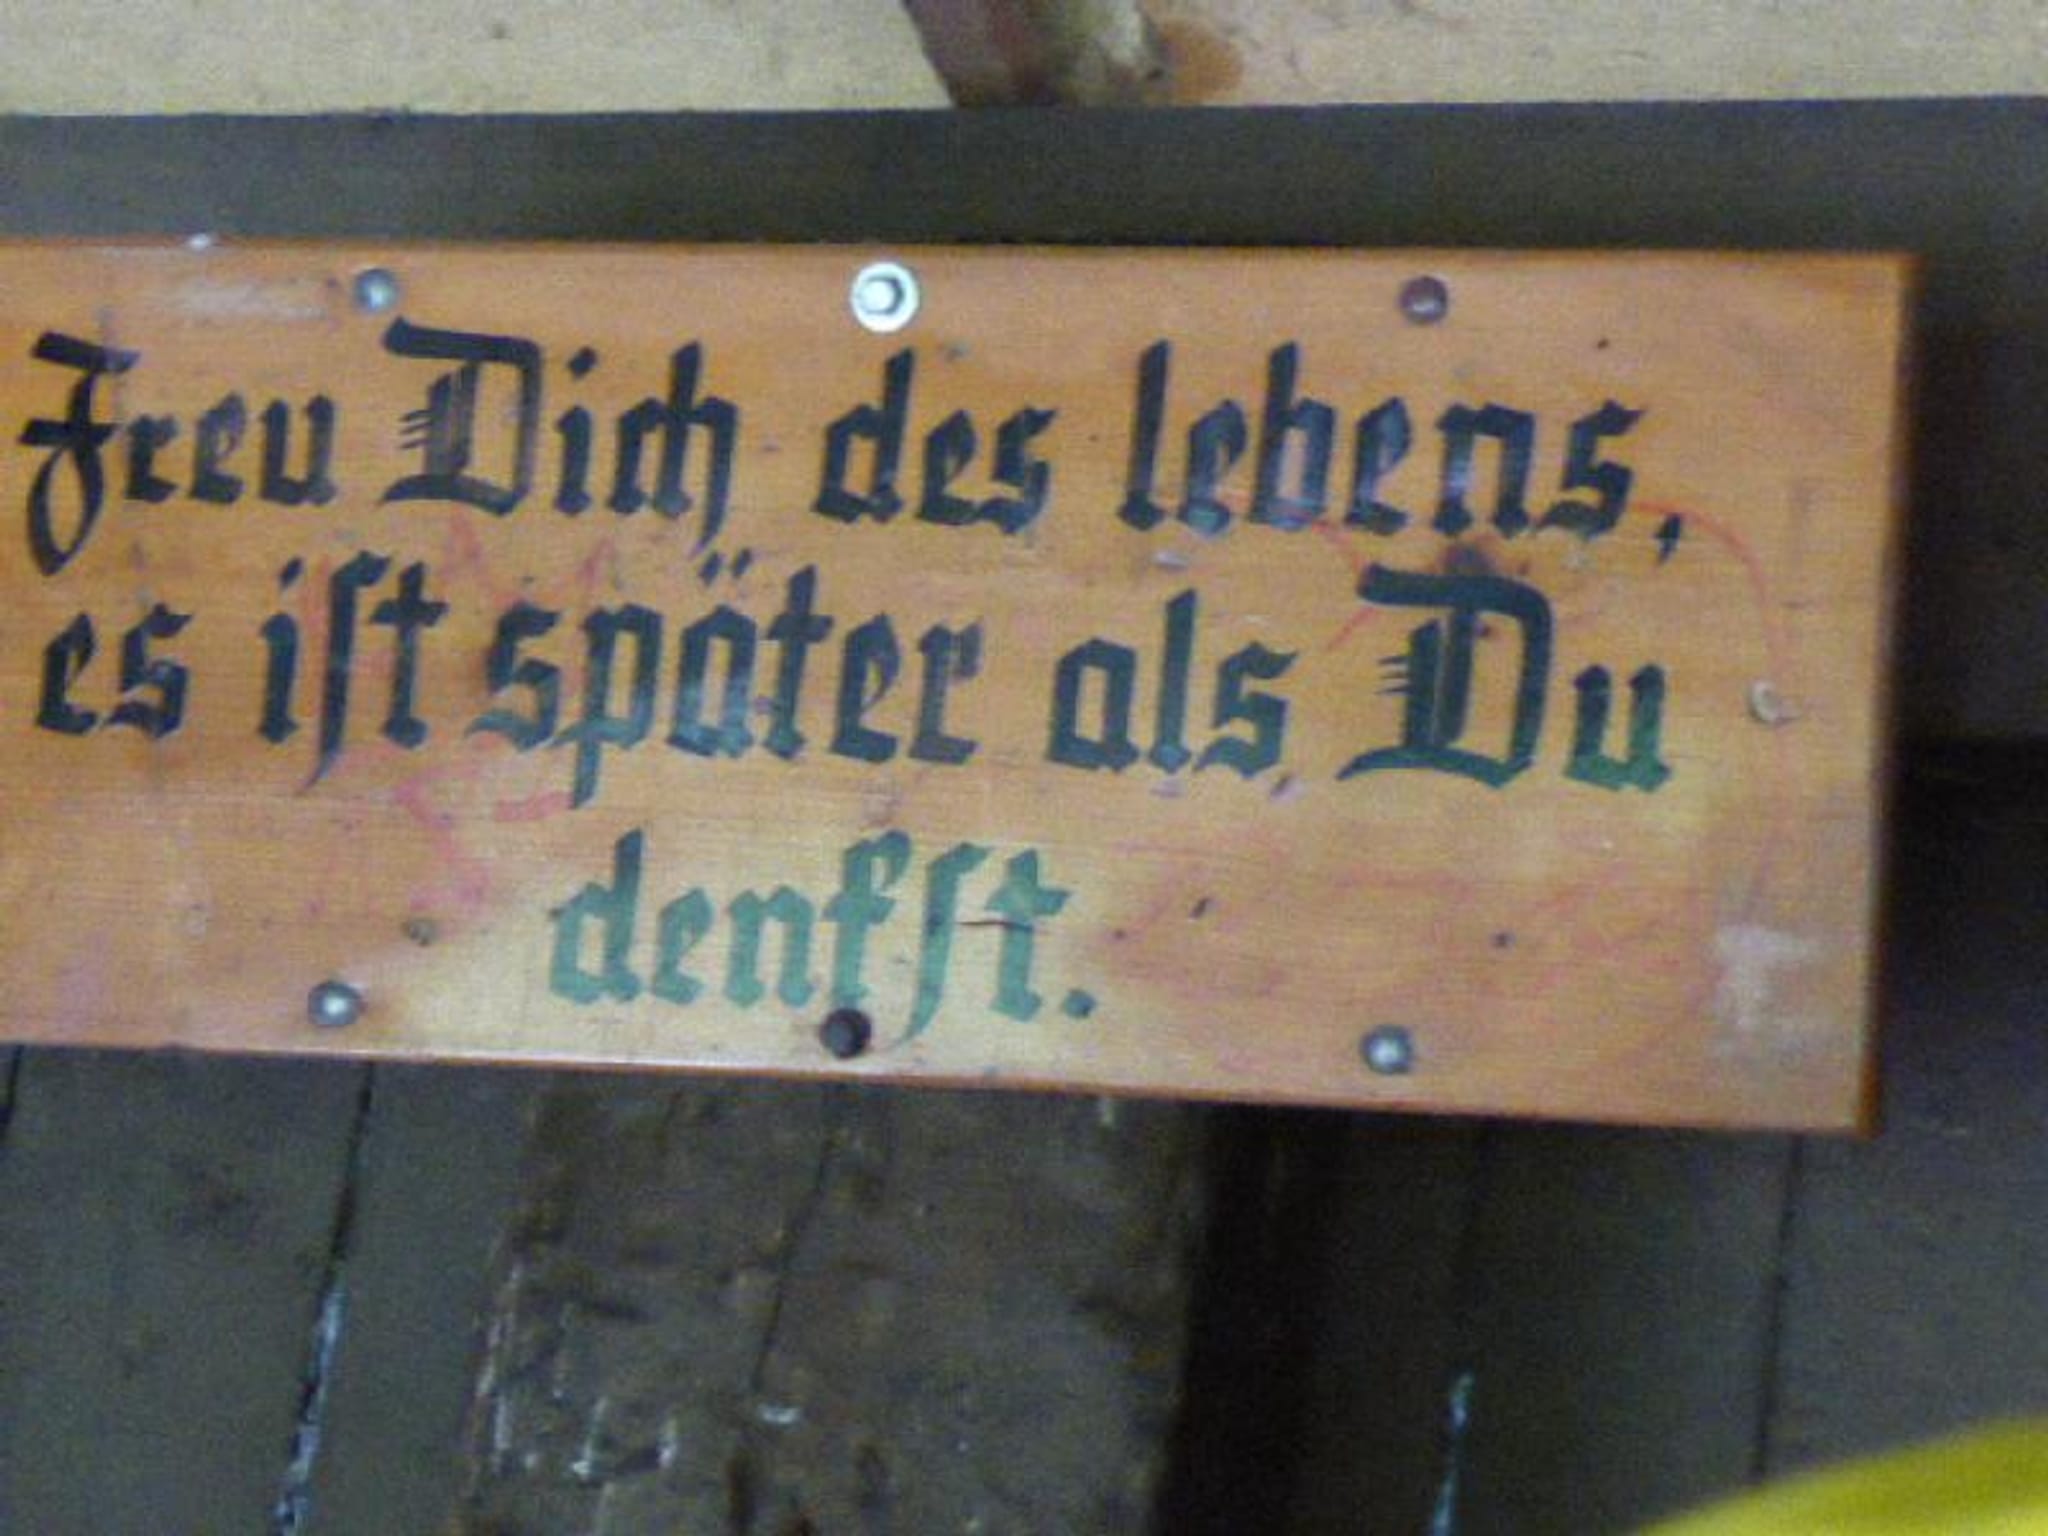 Freu Dich des lebens,
es iſt später als Du
denkſt.